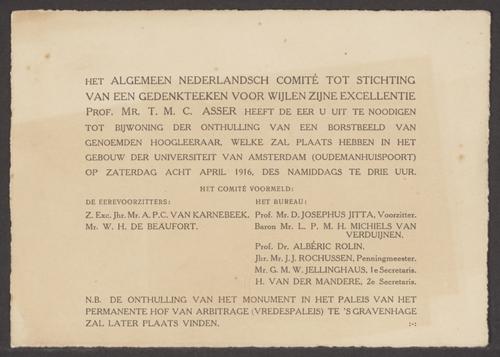 HET ALGEMEEN NEDERLANDSCH COMITÉ TOT STICHTING
VAN EEN GEDENKTEEKEN VOOR WIJLEN ZIJNE EXCELLENTIE
PROF. MR. T. M. C. ASSER HEEFT DE EER U UIT TE NOODIGEN
TOT BIJWONING DER ONTHULLING VAN EEN BORSTBEELD VAN
GENOEMDEN HOOGLEERAAR, WELKE ZAL PLAATS HEBBEN IN HET
GEBOUW DER UNIVERSITEIT VAN AMSTERDAM (OUDEMANHUISPOORT)
OP ZATERDAG ACHT APRIL 1916, DES NAMIDDAGS TE DRIE UUR.
HET COMITÉ VOORMELD:
DE EEREVOORZITTERS:
Z. Exc. Jhr. Mr. A. P. C. VAN KARNEBEEK.
Mr. W. H. DE BEAUFORT.
HET BUREAU:
Prof. Mr. D. JOSEPHUS JITTA, Voorzitter.
Baron Mr. L. P. M. H. MICHIELS VAN
VERDUIJNEN.
Prof. Dr. ALBÉRIC ROLIN.
Jhr. Mr. J. J. ROCHUSSEN, Penningmeester.
Mr. G. M. W. JELLINGHAUS, 1e Secretaris.
H. VAN DER MANDERE, 2e Secretaris.
N.B. DE ONTHULLING VAN HET MONUMENT IN HET PALEIS VAN HET
PERMANENTE HOF VAN ARBITRAGE (VREDESPALEIS) TE 'S GRAVENHAGE
ZAL LATER PLAATS VINDEN.